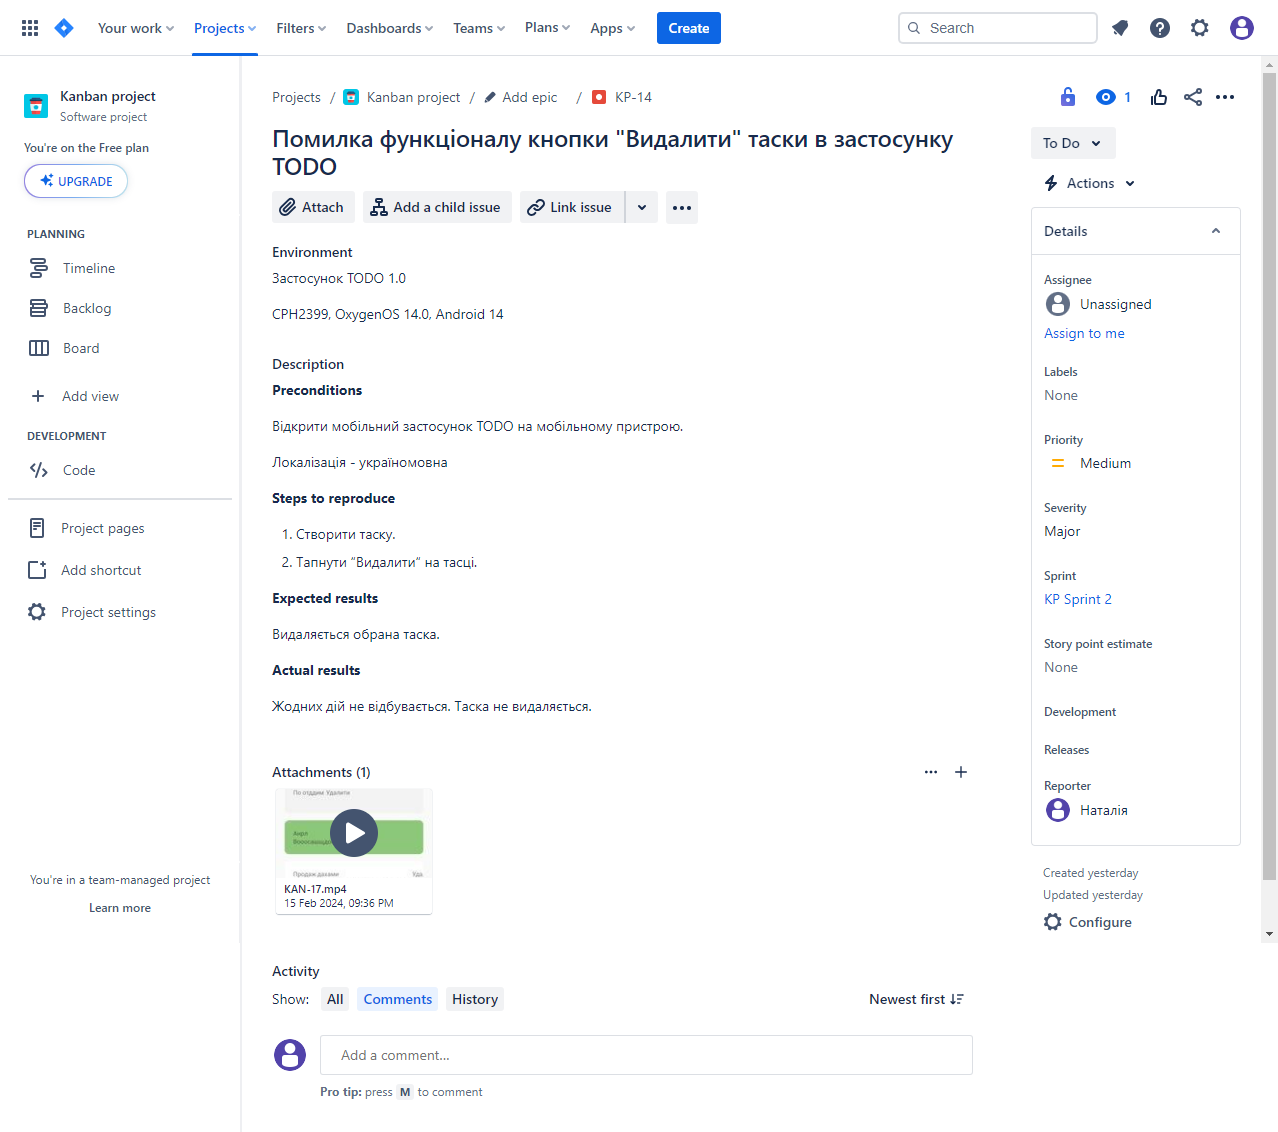 Your work Projects Filters Dashboards Teams Plans Apps Create Search
Kanban project
Software project
You're on the Free plan
UPGRADE
PLANNING
Timeline
Backlog
Board
Add view
DEVELOPMENT
Code
Project pages
Add shortcut
Project settings
You're in a team-managed project
Learn more
Projects / Kanban project / Add epic / KP-14
1
Помилка функціоналу кнопки "Видалити" таски в застосунку
TODO
Attach Add a child issue Link issue
Environment
Застосунок TODO 1.0
CPH2399, OxygenOS 14.0, Android 14
Description
Preconditions
Відкрити мобільний застосунок TODO на мобільному пристрою.
Локалізація - україномовна
Steps to reproduce
1. Створити таску.
2. Тапнути “Видалити” на тасці.
Expected results
Видаляється обрана таска.
Actual results
Жодних дій не відбувається. Таска не видаляється.
Attachments (1)
KAN-17.mp4
15 Feb 2024, 09:36 PM
Activity
Show: All Comments History Newest first
Add a comment...
Pro tip: press M to comment
To Do
Actions
Details
Assignee
Unassigned
Assign to me
Labels
None
Priority
Medium
Severity
Major
Sprint
KP Sprint 2
Story point estimate
None
Development
Releases
Reporter
Наталія
Created yesterday
Updated yesterday
Configure